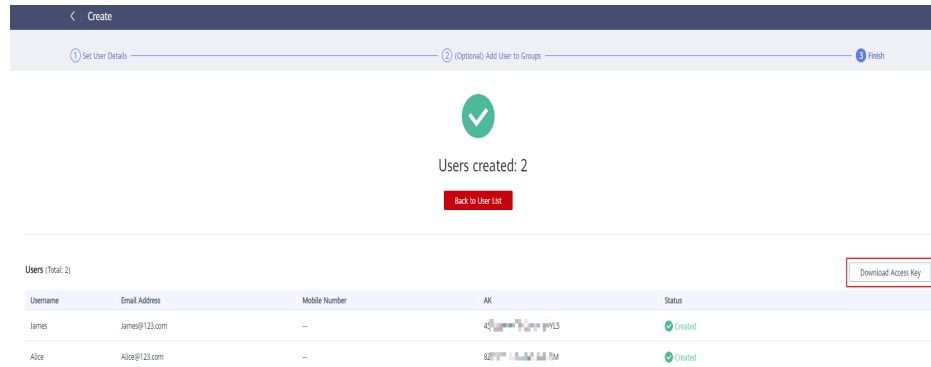 Create
1 Set User Details 2 (Optional) Add User to Groups 3 Finish
Users created: 2
Back to User List
Users (Total: 2)
Download Access Key
Username Email Address Mobile Number AK Status
James James@123.com -- Created
Alice Alice@123.com -- Created